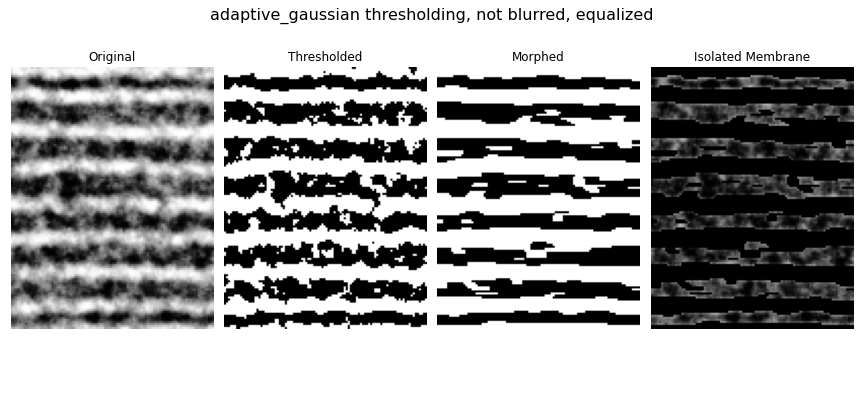 adaptive_gaussian thresholding, not blurred, equalized
Original
Thresholded
Morphed
Isolated Membrane